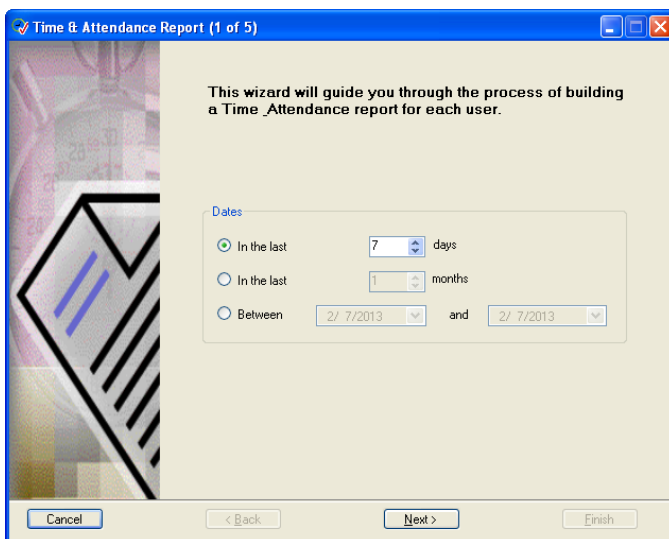 Time & Attendance Report (1 of 5)
This wizard will guide you through the process of building
a Time _Attendance report for each user.
Dates
In the last 7 days
In the last 1 months
Between 2/ 7/2013 and 2/ 7/2013
Cancel < Back Next > Finish